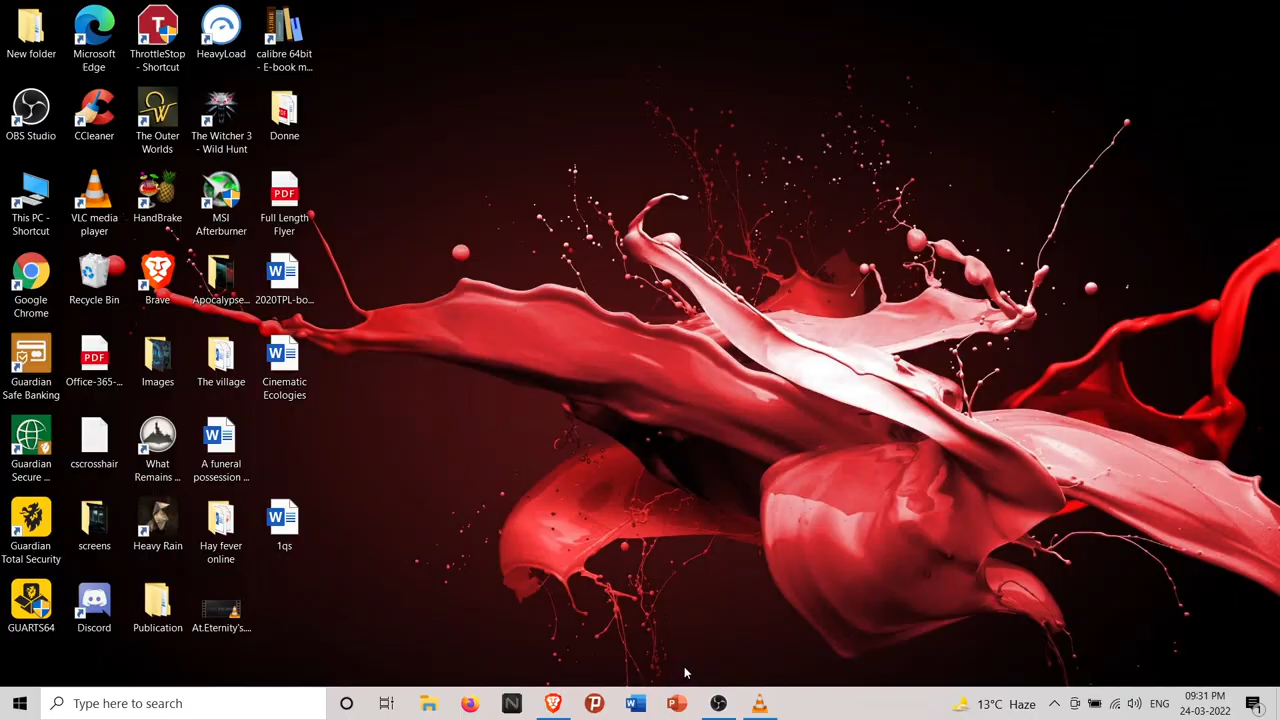 New folder
Microsoft
Edge
ThrottleStop
- Shortcut
HeavyLoad
calibre 64bit
- E-book m...
OBS Studio
CCleaner
The Outer
Worlds
The Witcher 3
- Wild Hunt
Donne
This PC -
Shortcut
VLC media
player
HandBrake
MSI
Afterburner
PDF
Full Length
Flyer
Google
Chrome
Recycle Bin
Brave
Apocalypse...
2020TPL-bo...
Guardian
Safe Banking
PDF
Office-365-...
Images
The village
Cinematic
Ecologies
Guardian
Secure ...
cscrosshair
What
Remains ...
A funeral
possession ...
Guardian
Total Security
screens
Heavy Rain
Hay fever
online
1qs
GUARTS64
Discord
Publication
At.Eternity's....
Type here to search
13°C Haze
ENG
09:31 PM
24-03-2022
1